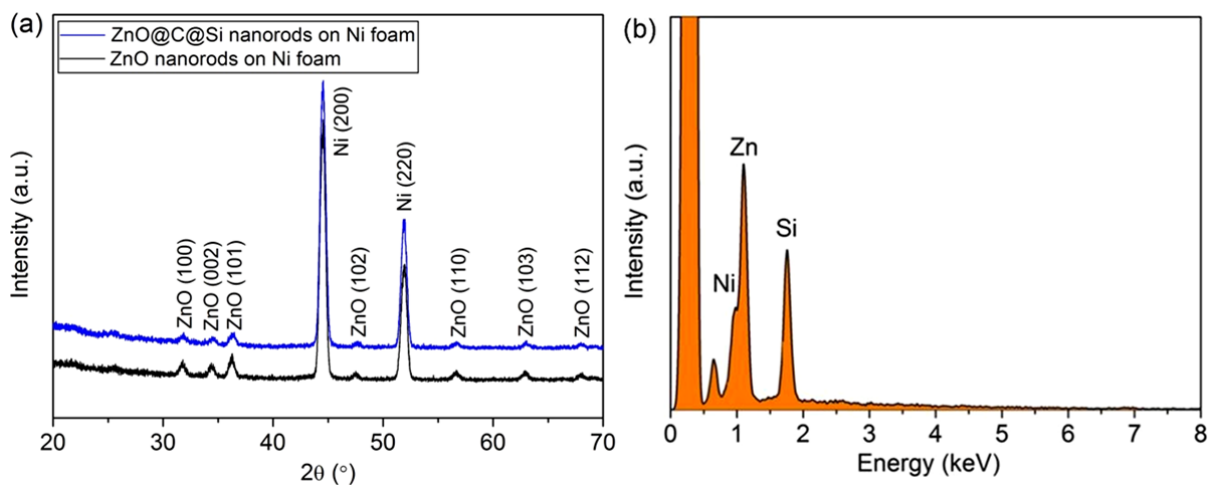 (a)
ZnO@C@Si nanorods on Ni foam
ZnO nanorods on Ni foam
Intensity (a.u.)
ZnO (100)
ZnO (002)
ZnO (101)
Ni (200)
ZnO (102)
Ni (220)
ZnO (110)
ZnO (103)
ZnO (112)
20 30 40 50 60 70
2θ (°)
(b)
Intensity (a.u.)
Ni
Zn
Si
0 1 2 3 4 5 6 7 8
Energy (keV)